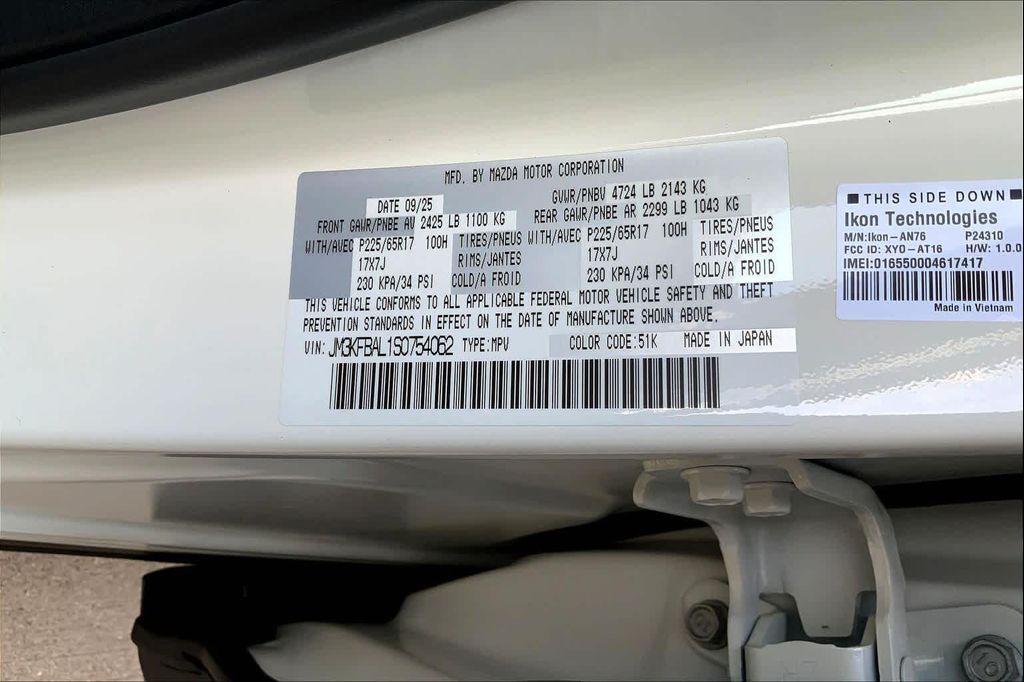 MFD. BY MAZDA MOTOR CORPORATION
DATE 09/25 GVWR/PNBV 4724 LB 2143 KG
FRONT GAWR/PNBE AV 2425 LB 1100 KG REAR GAWR/PNBE AR 2299 LB 1043 KG
WITH/AVEC P225/65R17 100H TIRES/PNEUS WITH/AVEC P225/65R17 100H TIRES/PNEUS
17X7J RIMS/JANTES 17X7J RIMS/JANTES
230 KPA/34 PSI COLD/A FROID 230 KPA/34 PSI COLD/A FROID
THIS VEHICLE CONFORMS TO ALL APPLICABLE FEDERAL MOTOR VEHICLE SAFETY AND THEFT
PREVENTION STANDARDS IN EFFECT ON THE DATE OF MANUFACTURE SHOWN ABOVE.
VIN: JM3KFBAL1S0754062 TYPE:MPV COLOR CODE:51K MADE IN JAPAN
THIS SIDE DOWN
Ikon Technologies
M/N:Ikon-AN76 P24310
FCC ID: XYO-AT16 H/W: 1.0.0
IMEI:016550004617417
Made in Vietnam